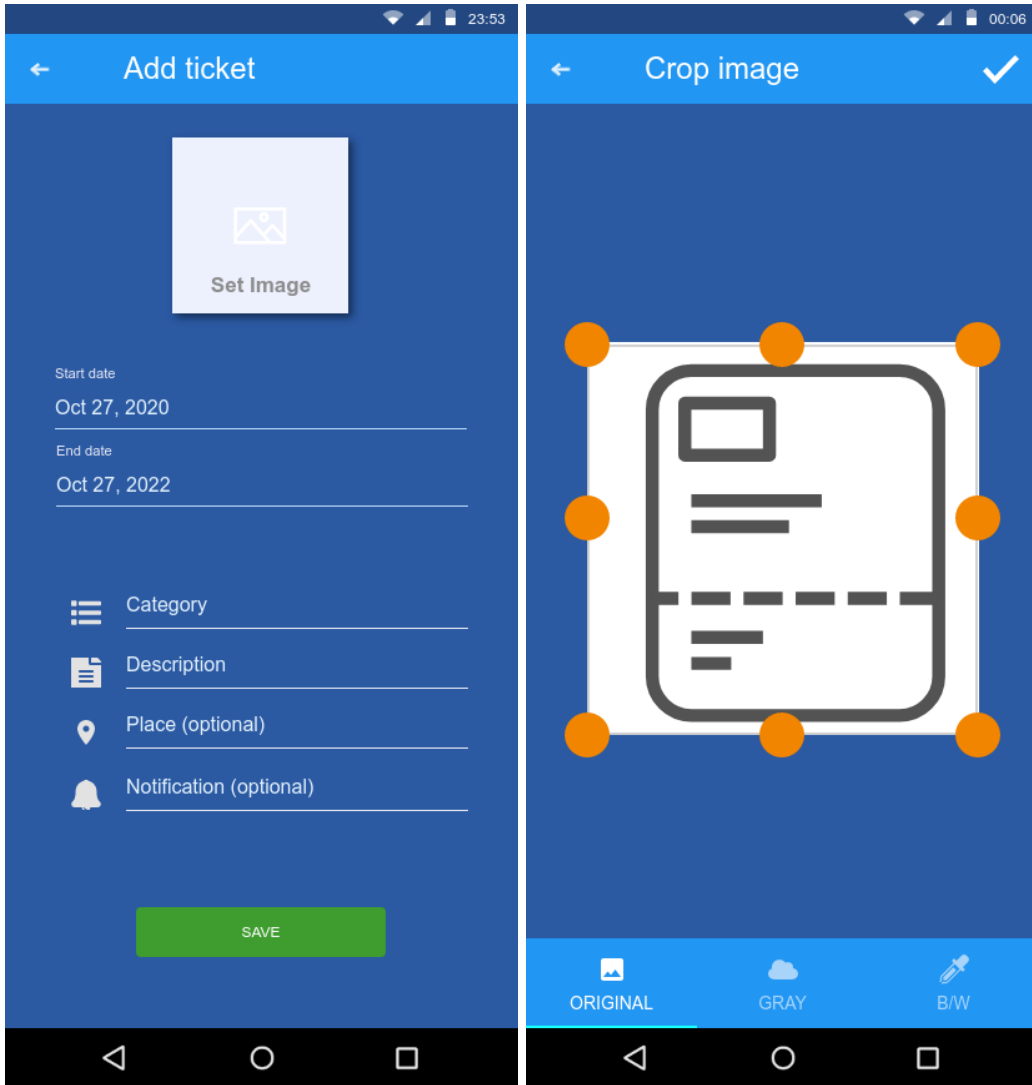 23:53
Add ticket
Set Image
Start date
Oct 27, 2020
End date
Oct 27, 2022
Category
Description
Place (optional)
Notification (optional)
SAVE
00:06
Crop image
ORIGINAL
GRAY
B/W